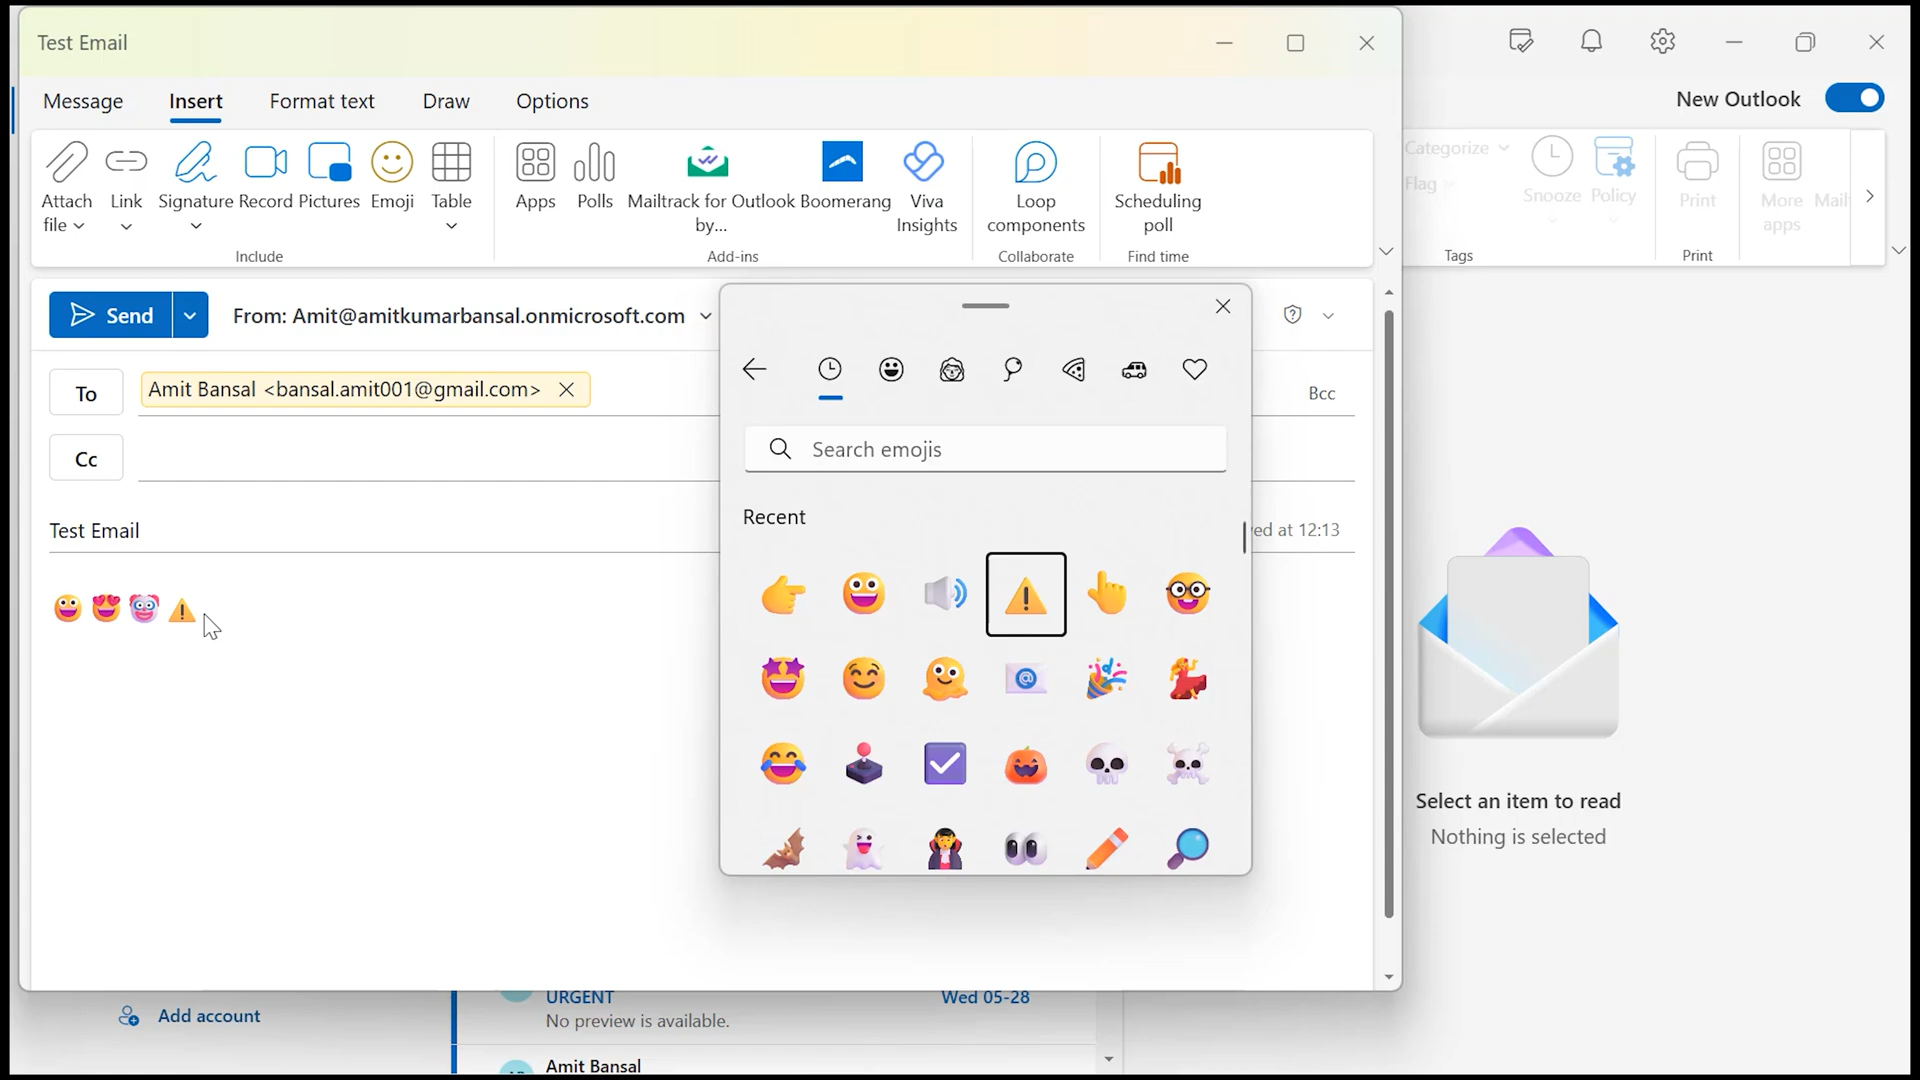 Test Email
Message Insert Format text Draw Options
New Outlook
Attach file
Link
Signature
Record
Pictures
Emoji
Table
Include
Apps
Polls
Mailtrack for Outlook by...
Boomerang
Viva Insights
Add-ins
Loop components
Collaborate
Scheduling poll
Find time
Categorize
Flag
Tags
Snooze
Policy
Print
Print
More apps
Mail
Send
From: Amit@amitkumarbansal.onmicrosoft.com
To
Amit Bansal <bansal.amit001@gmail.com>
Bcc
Cc
Search emojis
Test Email
ed at 12:13
Recent
Select an item to read
Nothing is selected
Add account
URGENT
Wed 05-28
No preview is available.
Amit Bansal